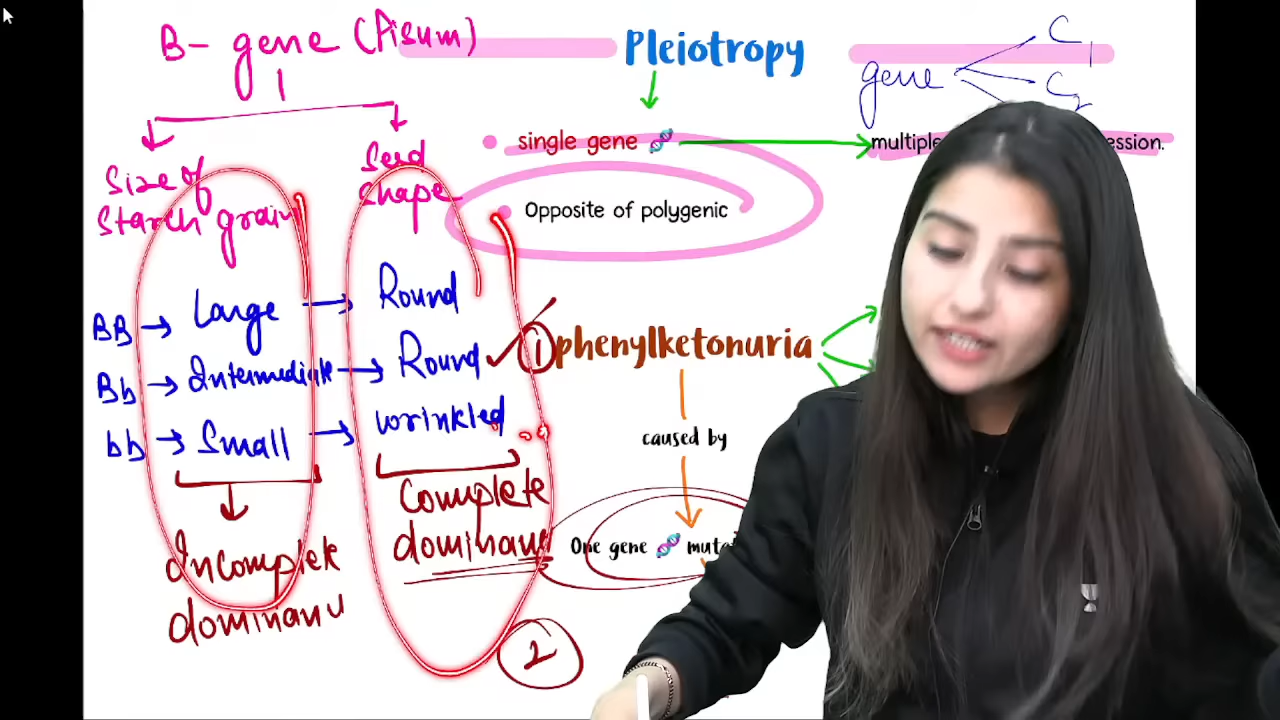 B- gene (Pisum)
Size of
Starch grain
Seed
shape
BB → Large → Round
Bb → Intermediate → Round
bb → Small → wrinkled
Incomplete
dominanc
Complete
dominance
Pleiotropy
gene
C1
C2
single gene
multiple
ession.
Opposite of polygenic
1
phenylketonuria
caused by
One gene
muta
2